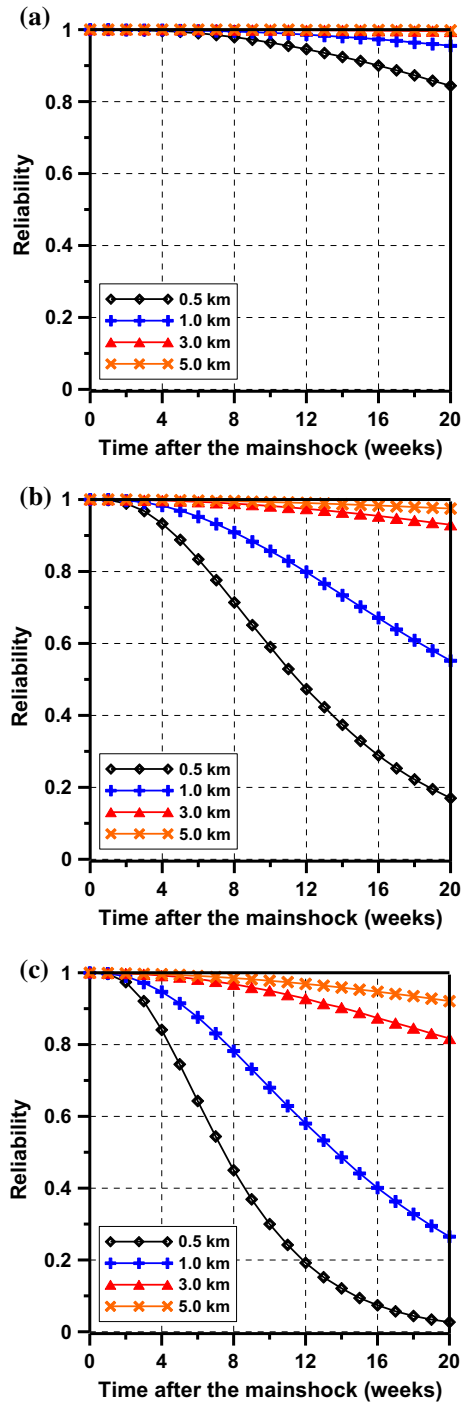 (a)
1
0.8
0.6
0.4
0.2
0
Reliability
0.5 km
1.0 km
3.0 km
5.0 km
0 4 8 12 16 20
Time after the mainshock (weeks)
(b)
1
0.8
0.6
0.4
0.2
0
Reliability
0.5 km
1.0 km
3.0 km
5.0 km
0 4 8 12 16 20
Time after the mainshock (weeks)
(c)
1
0.8
0.6
0.4
0.2
0
Reliability
0.5 km
1.0 km
3.0 km
5.0 km
0 4 8 12 16 20
Time after the mainshock (weeks)